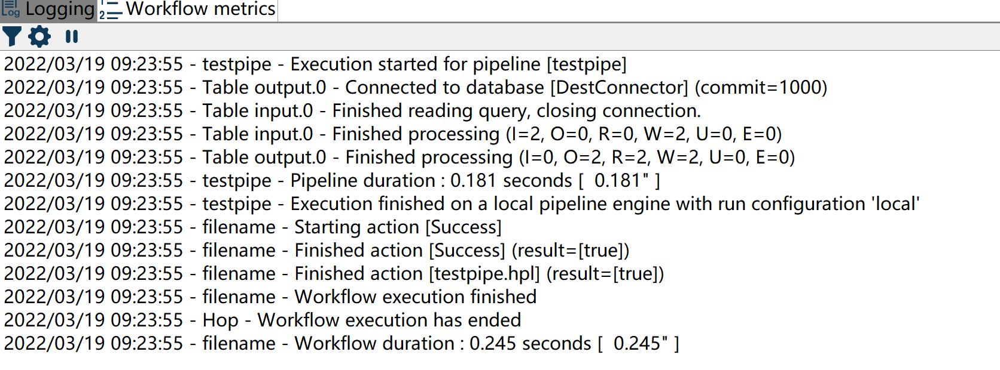 Log Logging 1 2 Workflow metrics
2022/03/19 09:23:55 - testpipe - Execution started for pipeline [testpipe]
2022/03/19 09:23:55 - Table output.0 - Connected to database [DestConnector] (commit=1000)
2022/03/19 09:23:55 - Table input.0 - Finished reading query, closing connection.
2022/03/19 09:23:55 - Table input.0 - Finished processing (I=2, O=0, R=0, W=2, U=0, E=0)
2022/03/19 09:23:55 - Table output.0 - Finished processing (I=0, O=2, R=2, W=2, U=0, E=0)
2022/03/19 09:23:55 - testpipe - Pipeline duration : 0.181 seconds [  0.181" ]
2022/03/19 09:23:55 - testpipe - Execution finished on a local pipeline engine with run configuration 'local'
2022/03/19 09:23:55 - filename - Starting action [Success]
2022/03/19 09:23:55 - filename - Finished action [Success] (result=[true])
2022/03/19 09:23:55 - filename - Finished action [testpipe.hpl] (result=[true])
2022/03/19 09:23:55 - filename - Workflow execution finished
2022/03/19 09:23:55 - Hop - Workflow execution has ended
2022/03/19 09:23:55 - filename - Workflow duration : 0.245 seconds [  0.245" ]